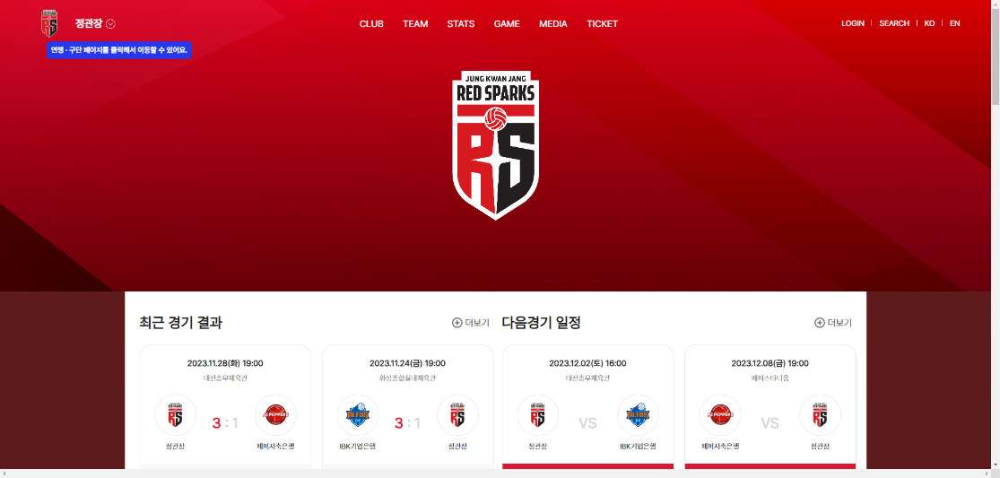 정관장
CLUB TEAM STATS GAME MEDIA TICKET
LOGIN SEARCH KO EN
연맹 · 구단 페이지를 클릭해서 이동할 수 있어요.
JUNG KWAN JANG
RED SPARKS
RS
최근 경기 결과
더보기
다음경기 일정
더보기
2023.11.28(화) 19:00
대전충무체육관
3 : 1
정관장
페퍼저축은행
2023.11.24(금) 19:00
화성종합실내체육관
ALTOS
3 : 1
IBK기업은행
정관장
2023.12.02(토) 16:00
대전충무체육관
VS
ALTOS
정관장
IBK기업은행
2023.12.08(금) 19:00
페퍼스타디움
VS
페퍼저축은행
정관장